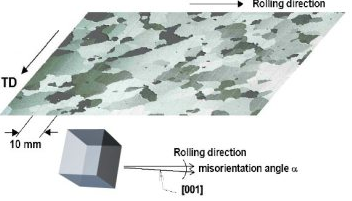 Rolling direction
TD
10 mm
Rolling direction
misorientation angle α
[001]